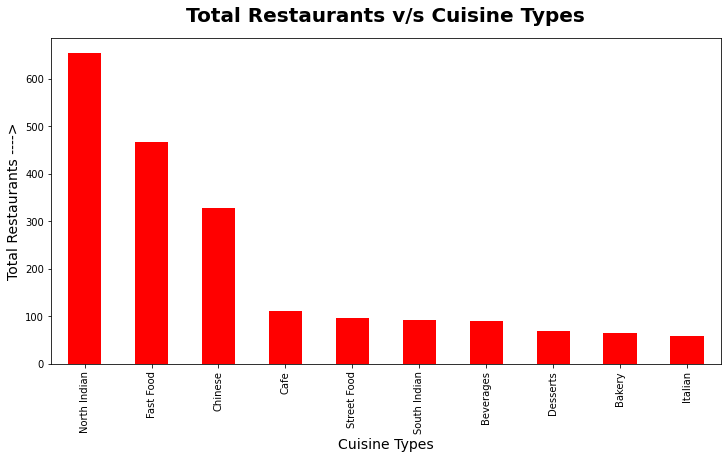 Total Restaurants v/s Cuisine Types
Total Restaurants ---->
600
500
400
300
200
100
0
North Indian
Fast Food
Chinese
Cafe
Street Food
South Indian
Beverages
Desserts
Bakery
Italian
Cuisine Types